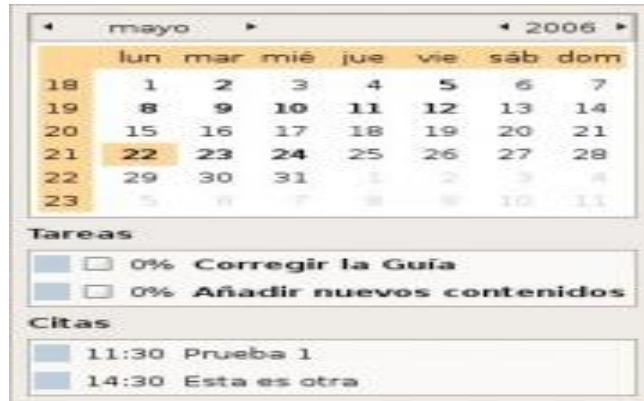 ◂ mayo ▸ ◂ 2006 ▸
lun mar mié jue vie sáb dom
18 1 2 3 4 5 6 7
19 8 9 10 11 12 13 14
20 15 16 17 18 19 20 21
21 22 23 24 25 26 27 28
22 29 30 31 1 2 3 4
23 5 6 7 8 9 10 11
Tareas
0% Corregir la Guía
0% Añadir nuevos contenidos
Citas
11:30 Prueba 1
14:30 Esta es otra